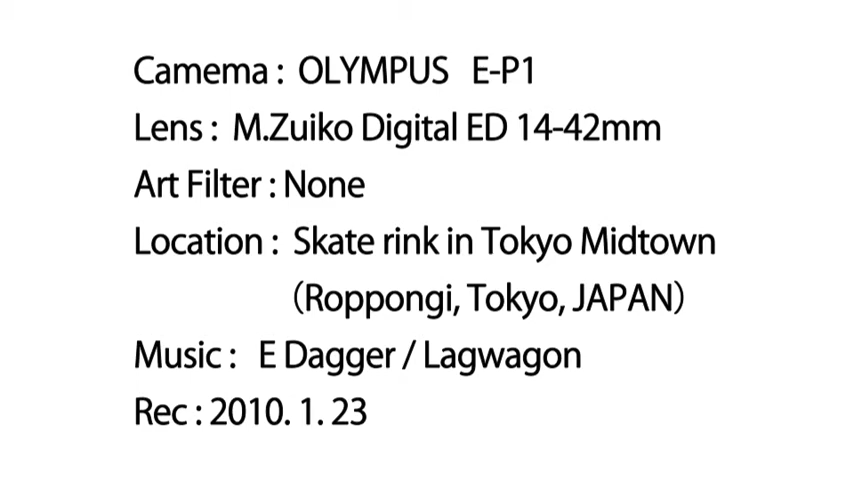 Camema : OLYMPUS E-P1
Lens : M.Zuiko Digital ED 14-42mm
Art Filter : None
Location : Skate rink in Tokyo Midtown
（Roppongi, Tokyo, JAPAN）
Music : E Dagger / Lagwagon
Rec : 2010. 1. 23